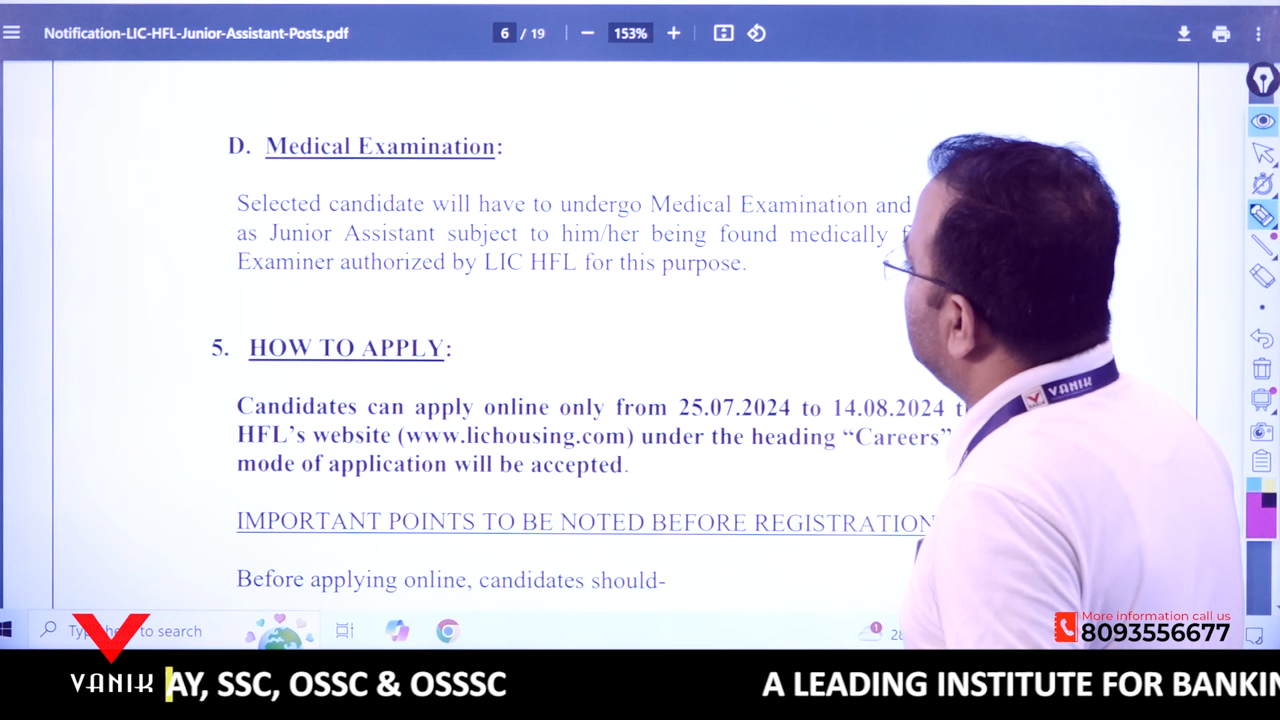 Notification-LIC-HFL-Junior-Assistant-Posts.pdf
6 / 19
153%
D. Medical Examination:
Selected candidate will have to undergo Medical Examination and
as Junior Assistant subject to him/her being found medically
Examiner authorized by LIC HFL for this purpose.
5. HOW TO APPLY:
Candidates can apply online only from 25.07.2024 to 14.08.2024
HFL's website (www.lichousing.com) under the heading “Careers”
mode of application will be accepted.
IMPORTANT POINTS TO BE NOTED BEFORE REGISTRATION
Before applying online, candidates should-
VANIK
Type here to search
1
28
More information call us
8093556677
VANIK
AY, SSC, OSSC & OSSSC
A LEADING INSTITUTE FOR BANKIN